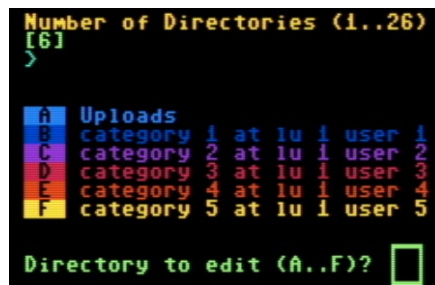 Number of Directories (1..26)
[6]
>
A Uploads
B category 1 at lu 1 user 1
C category 2 at lu 1 user 2
D category 3 at lu 1 user 3
E category 4 at lu 1 user 4
F category 5 at lu 1 user 5
Directory to edit (A..F)?